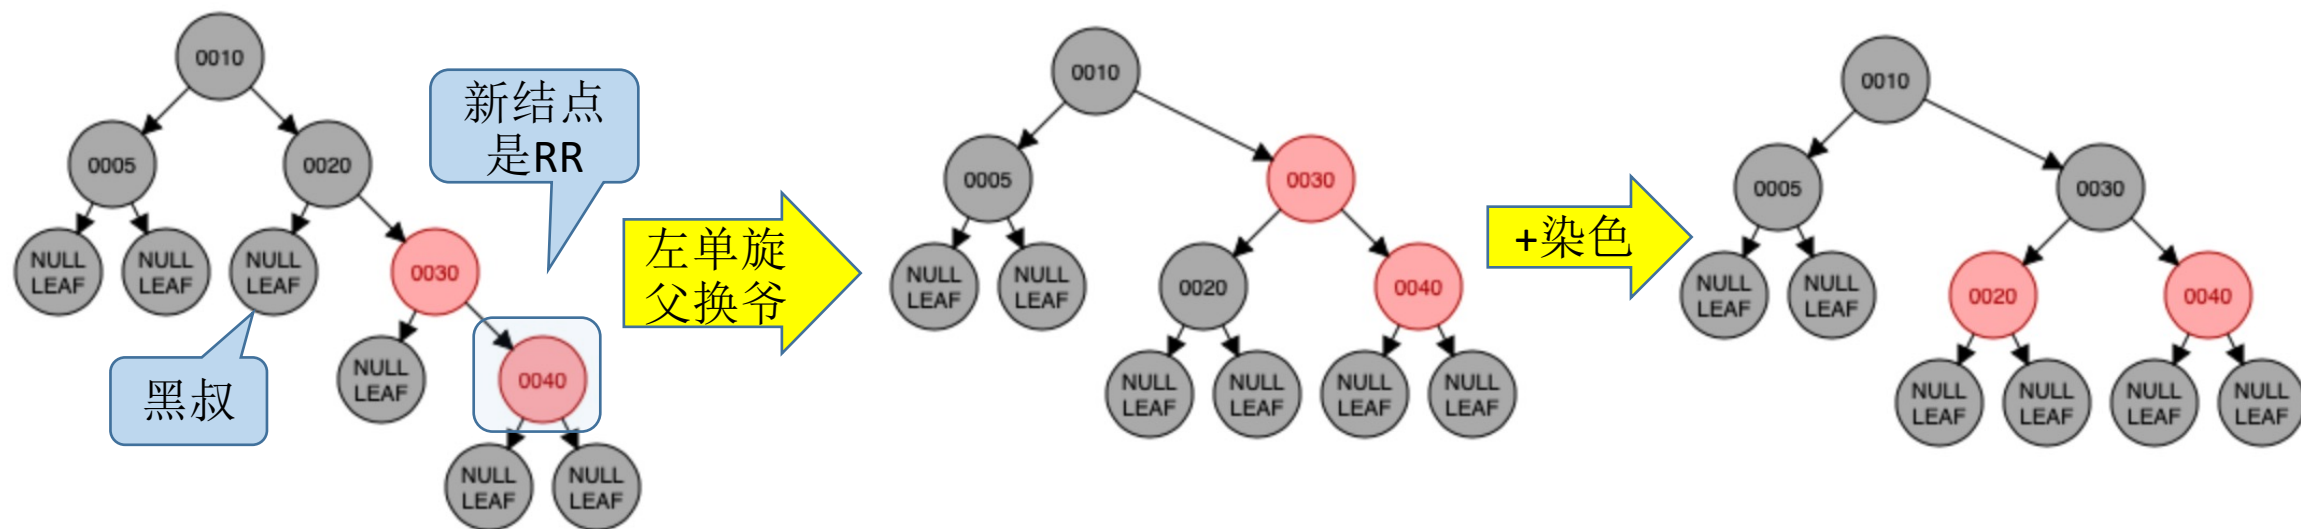 0010
0005
0020
NULL
LEAF
NULL
LEAF
NULL
LEAF
0030
NULL
LEAF
0040
NULL
LEAF
NULL
LEAF
新结点
是RR
黑叔
左单旋
父换爷
0010
0005
0030
NULL
LEAF
NULL
LEAF
0020
0040
NULL
LEAF
NULL
LEAF
NULL
LEAF
NULL
LEAF
+染色
0010
0005
0030
NULL
LEAF
NULL
LEAF
0020
0040
NULL
LEAF
NULL
LEAF
NULL
LEAF
NULL
LEAF